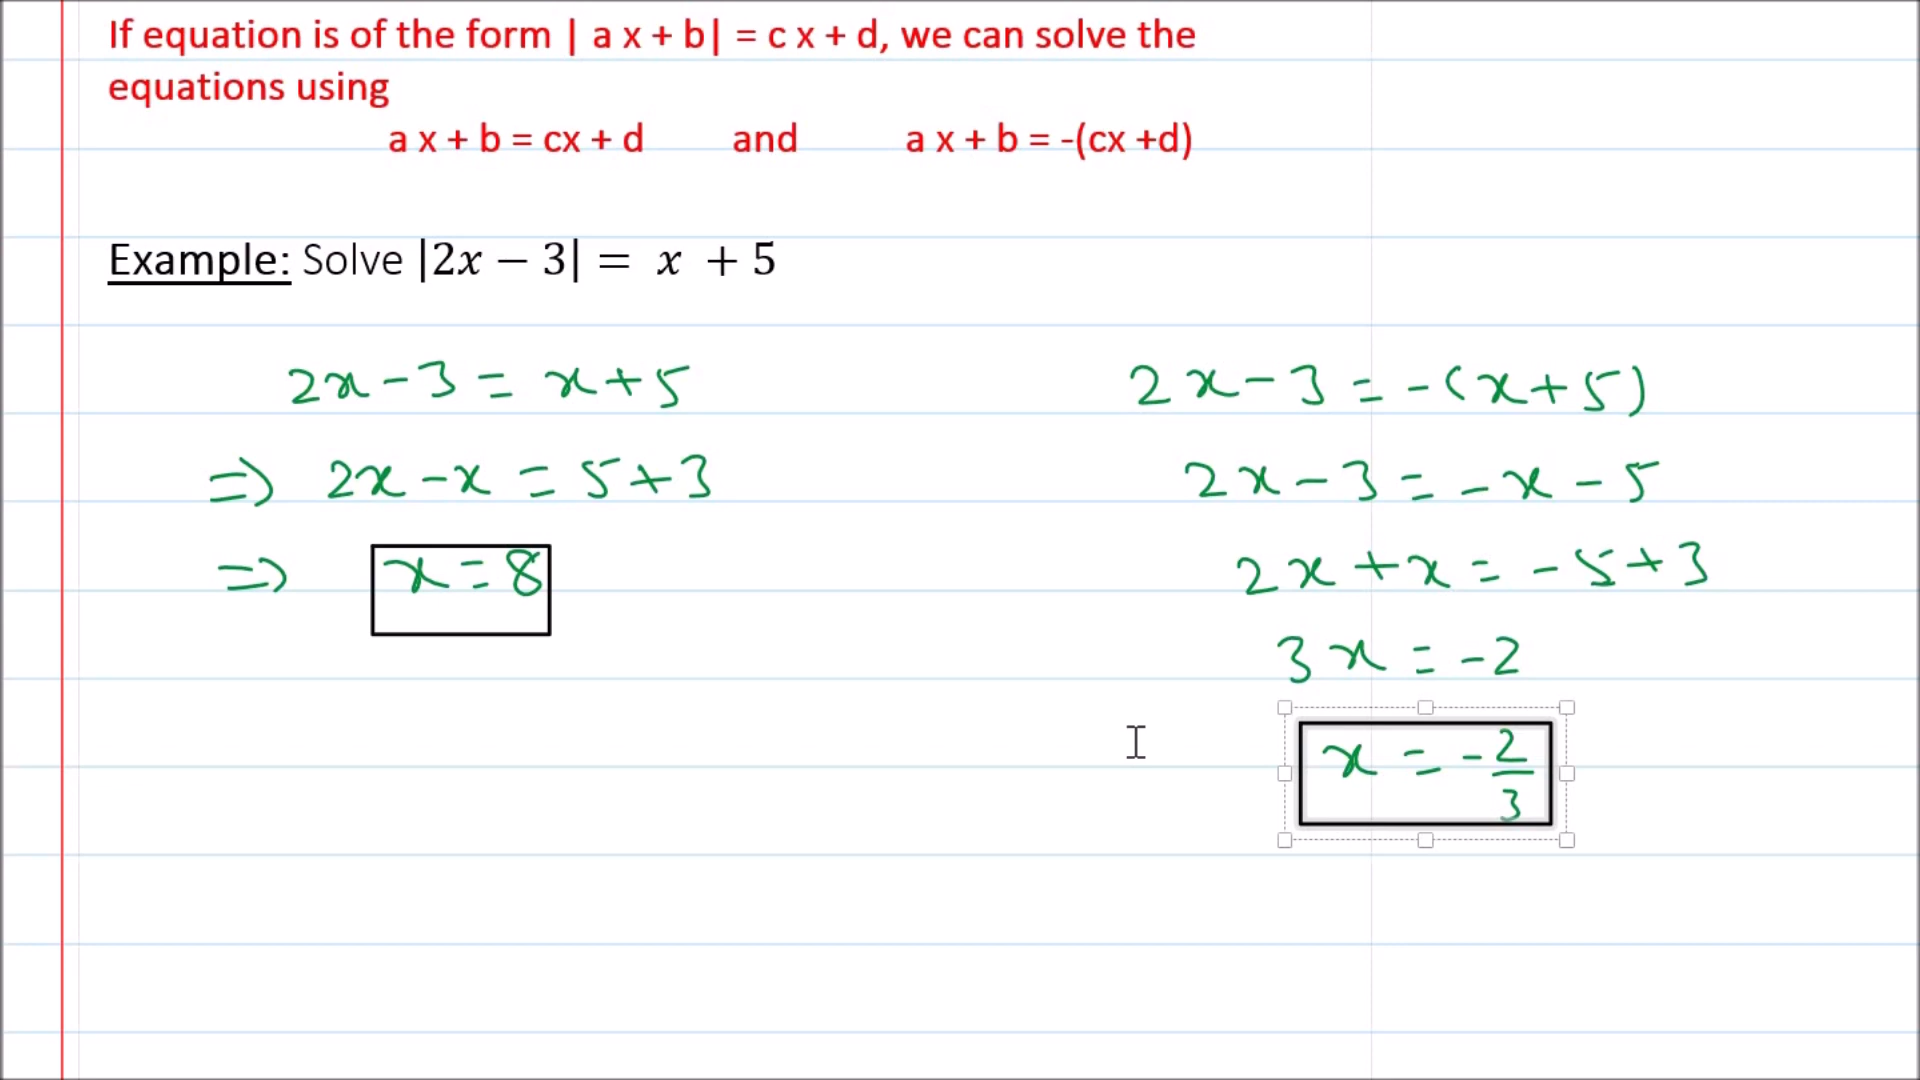 If equation is of the form | a x + b| = c x + d, we can solve the
equations using
a x + b = cx + d and a x + b = -(cx +d)
Example: Solve |2x − 3| = x + 5
2x - 3 = x + 5
⇒ 2x - x = 5 + 3
⇒ x = 8
2x - 3 = -(x + 5)
2x - 3 = -x - 5
2x + x = -5 + 3
3x = -2
x = -2/3